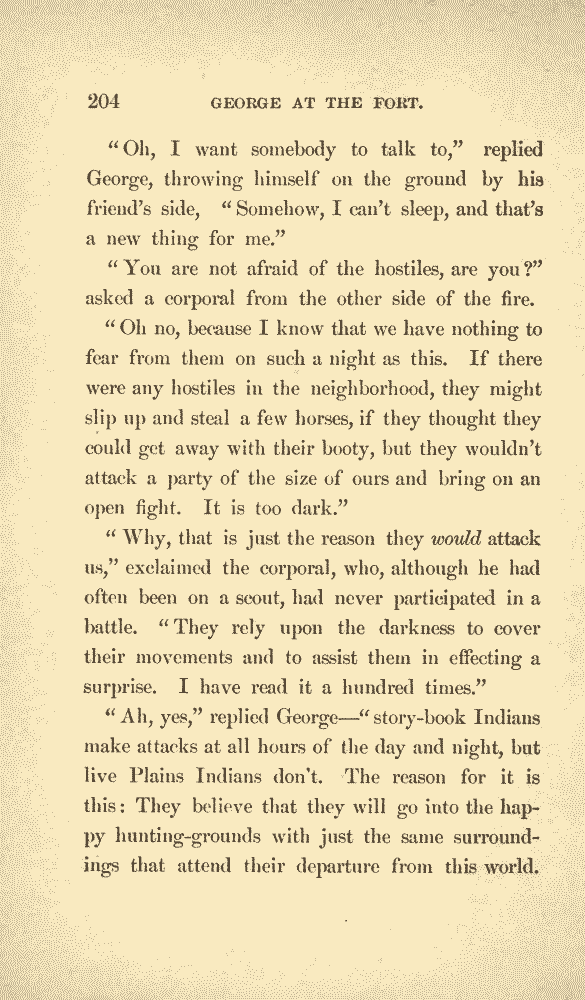 204 GEORGE AT THE FORT.
“Oh, I want somebody to talk to,” replied
George, throwing himself on the ground by his
friend’s side, “Somehow, I can’t sleep, and that’s
a new thing for me.”
“You are not afraid of the hostiles, are you?”
asked a corporal from the other side of the fire.
“Oh no, because I know that we have nothing to
fear from them on such a night as this. If there
were any hostiles in the neighborhood, they might
slip up and steal a few horses, if they thought they
could get away with their booty, but they wouldn’t
attack a party of the size of ours and bring on an
open fight. It is too dark.”
“Why, that is just the reason they would attack
us,” exclaimed the corporal, who, although he had
often been on a scout, had never participated in a
battle. “They rely upon the darkness to cover
their movements and to assist them in effecting a
surprise. I have read it a hundred times.”
“Ah, yes,” replied George—“story-book Indians
make attacks at all hours of the day and night, but
live Plains Indians don’t. The reason for it is
this: They believe that they will go into the hap-
py hunting-grounds with just the same surround-
ings that attend their departure from this world.